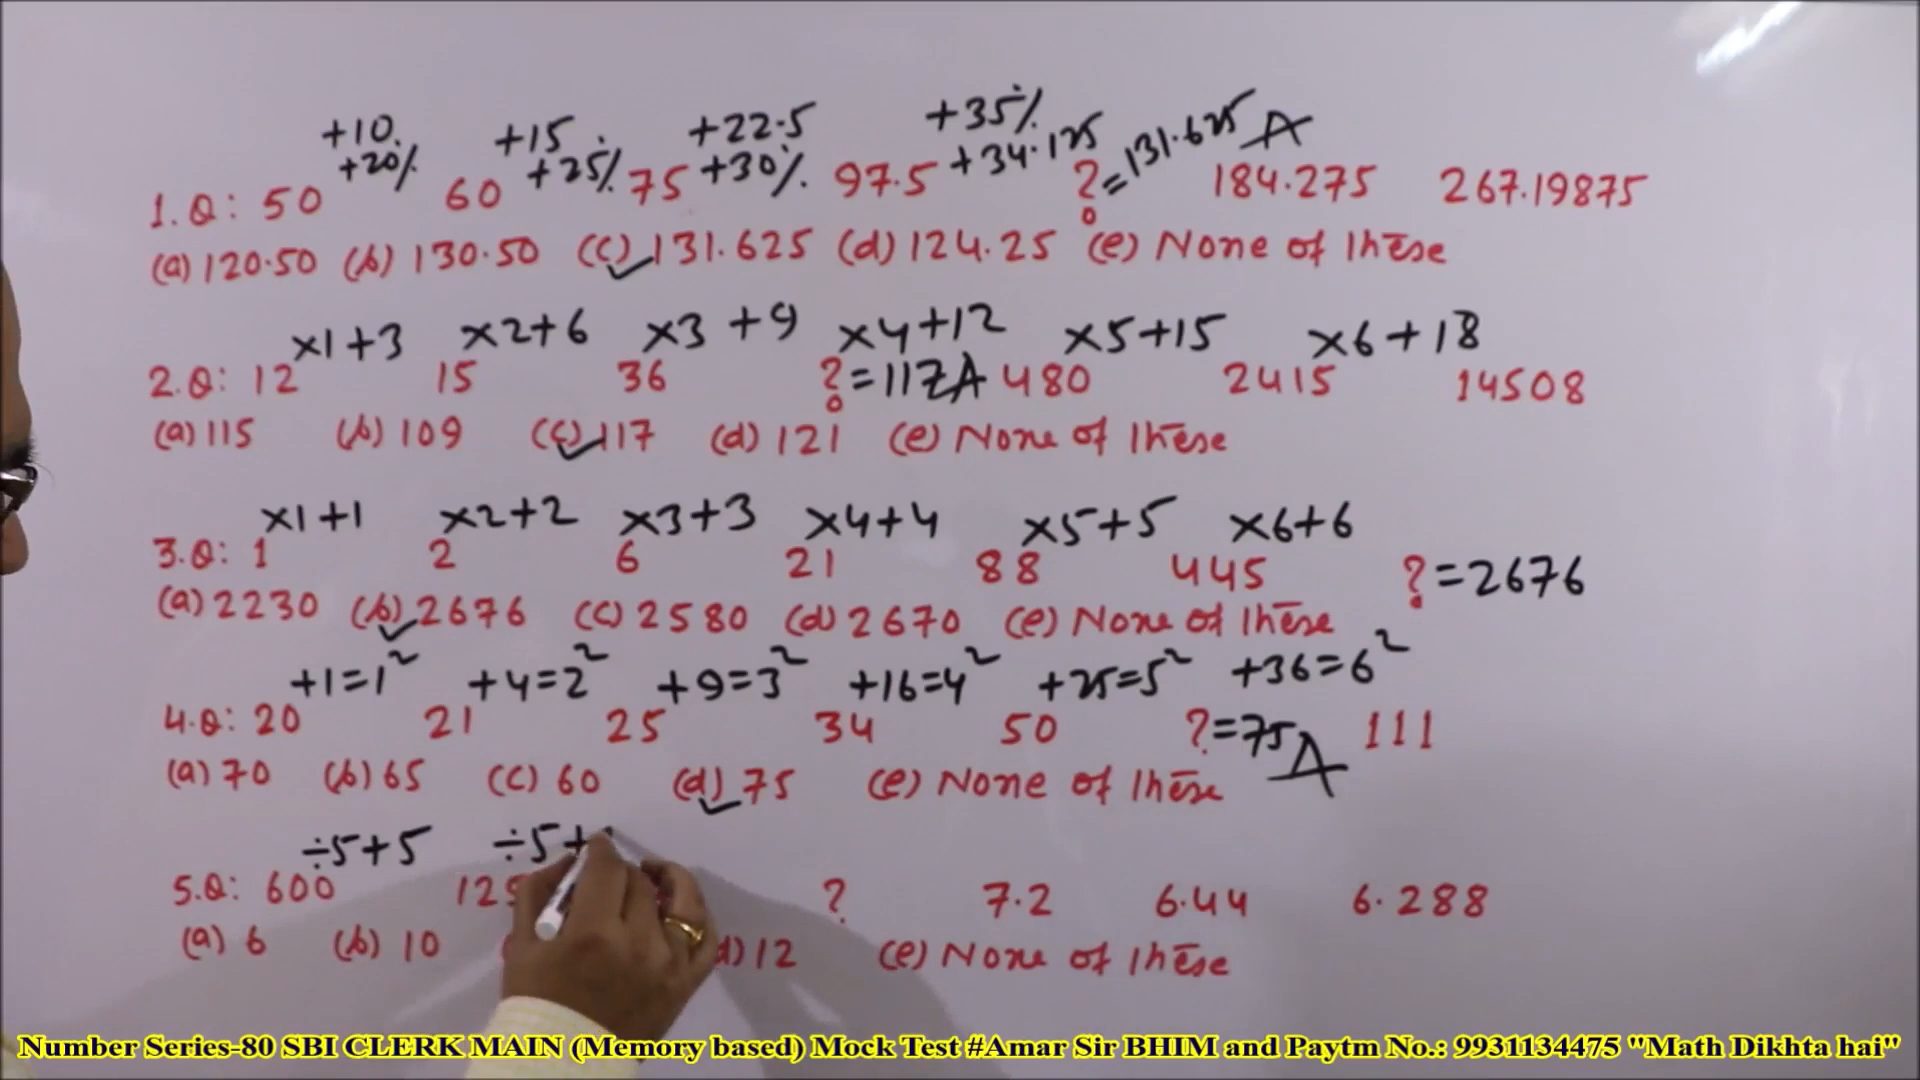 +10 +15 +22.5 +35%
+20% +25% +30% +34.125 =131.625 A
1.Q: 50 60 75 97.5 ? 184.275 267.19875
(a) 120.50 (b) 130.50 (c) 131.625 (d) 124.25 (e) None of these
×1+3 ×2+6 ×3+9 ×4+12 ×5+15 ×6+18
2.Q: 12 15 36 ?=117A 480 2415 14508
(a) 115 (b) 109 (c) 117 (d) 121 (e) None of these
×1+1 ×2+2 ×3+3 ×4+4 ×5+5 ×6+6
3.Q: 1 2 6 21 88 445 ?=2676
(a) 2230 (b) 2676 (c) 2580 (d) 2670 (e) None of these
+1=1² +4=2² +9=3² +16=4² +25=5² +36=6²
4.Q: 20 21 25 34 50 ?=75A 111
(a) 70 (b) 65 (c) 60 (d) 75 (e) None of these
÷5+5 ÷5+
5.Q: 600 125 ? 7.2 6.44 6.288
(a) 6 (b) 10 d) 12 (e) None of these
Number Series-80 SBI CLERK MAIN (Memory based) Mock Test #Amar Sir BHIM and Paytm No.: 9931134475 "Math Dikhta hai"